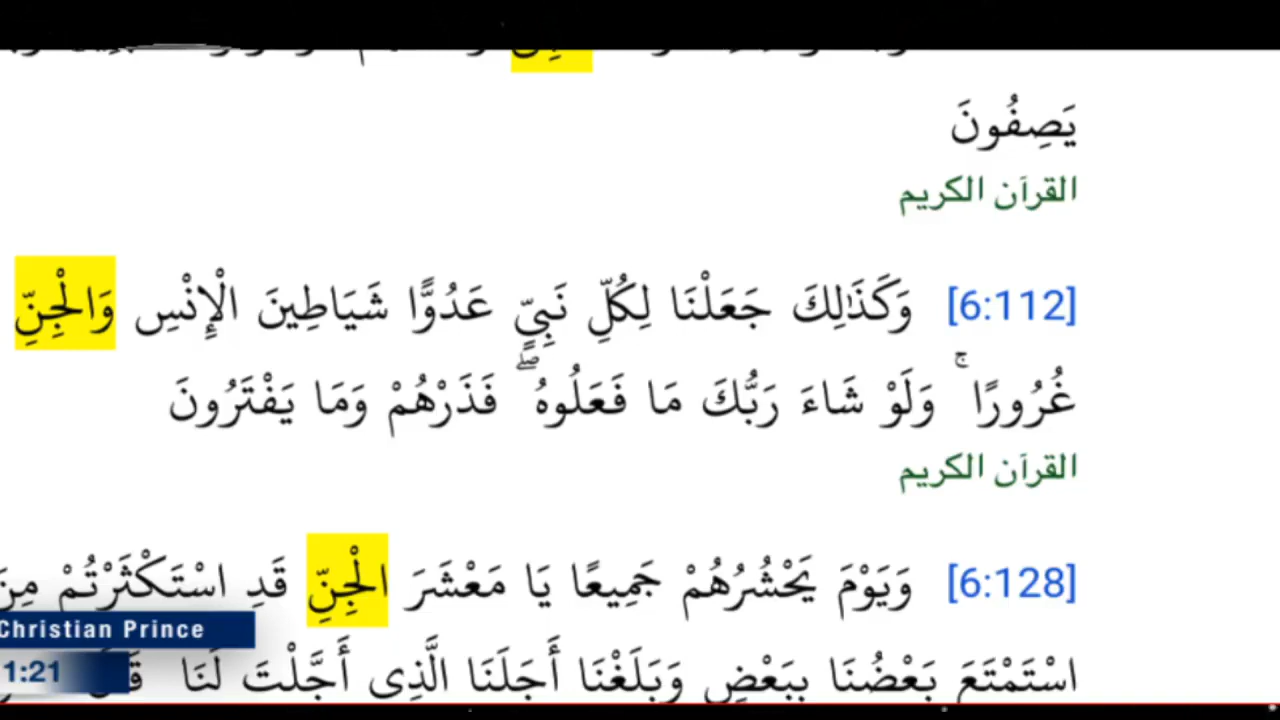 يَصِفُونَ
القرآن الكريم
[6:112] وَكَذَٰلِكَ جَعَلْنَا لِكُلِّ نَبِيٍّ عَدُوًّا شَيَاطِينَ الْإِنْسِ وَالْجِنِّ
غُرُورًا ۚ وَلَوْ شَاءَ رَبُّكَ مَا فَعَلُوهُ ۖ فَذَرْهُمْ وَمَا يَفْتَرُونَ
القرآن الكريم
[6:128] وَيَوْمَ يَحْشُرُهُمْ جَمِيعًا يَا مَعْشَرَ الْجِنِّ قَدِ اسْتَكْثَرْتُمْ مِنَ
Christian Prince
اسْتَمْتَعَ بَعْضُنَا بِبَعْضٍ وَبَلَغْنَا أَجَلَنَا الَّذِي أَجَّلْتَ لَنَا
1:21